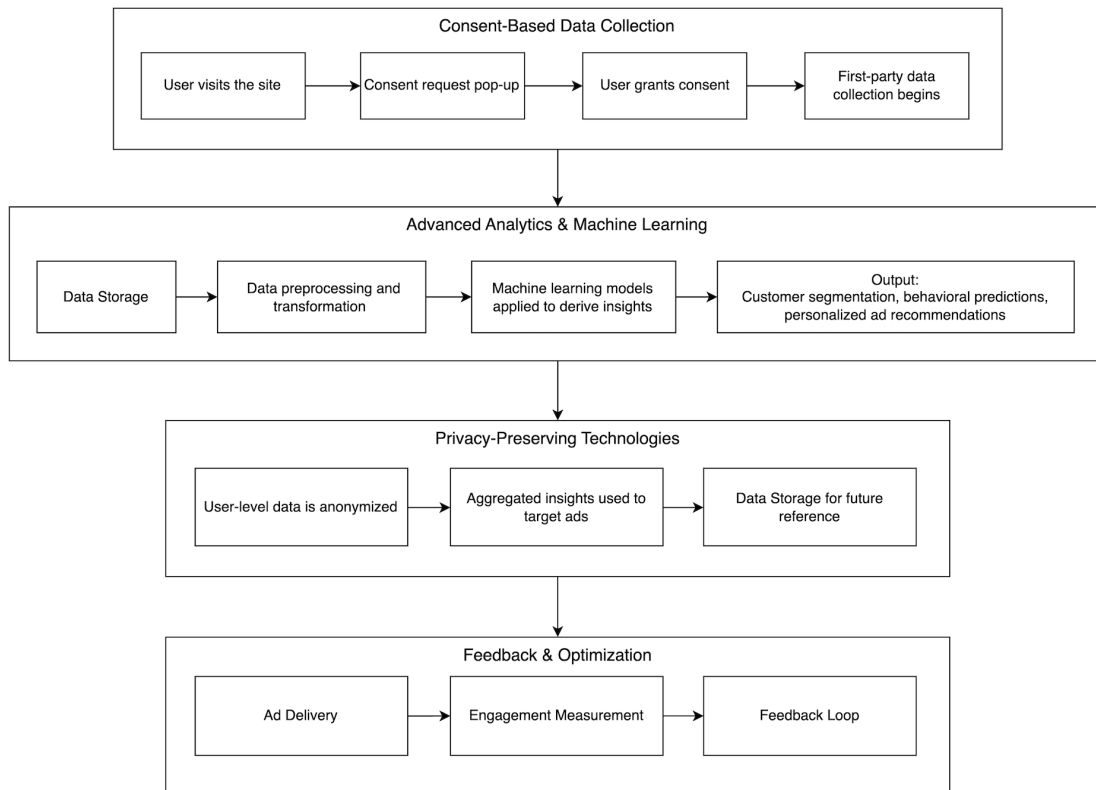 Consent-Based Data Collection
User visits the site
Consent request pop-up
User grants consent
First-party data
collection begins
Advanced Analytics & Machine Learning
Data Storage
Data preprocessing and
transformation
Machine learning models
applied to derive insights
Output:
Customer segmentation, behavioral predictions,
personalized ad recommendations
Privacy-Preserving Technologies
User-level data is anonymized
Aggregated insights used to
target ads
Data Storage for future
reference
Feedback & Optimization
Ad Delivery
Engagement Measurement
Feedback Loop